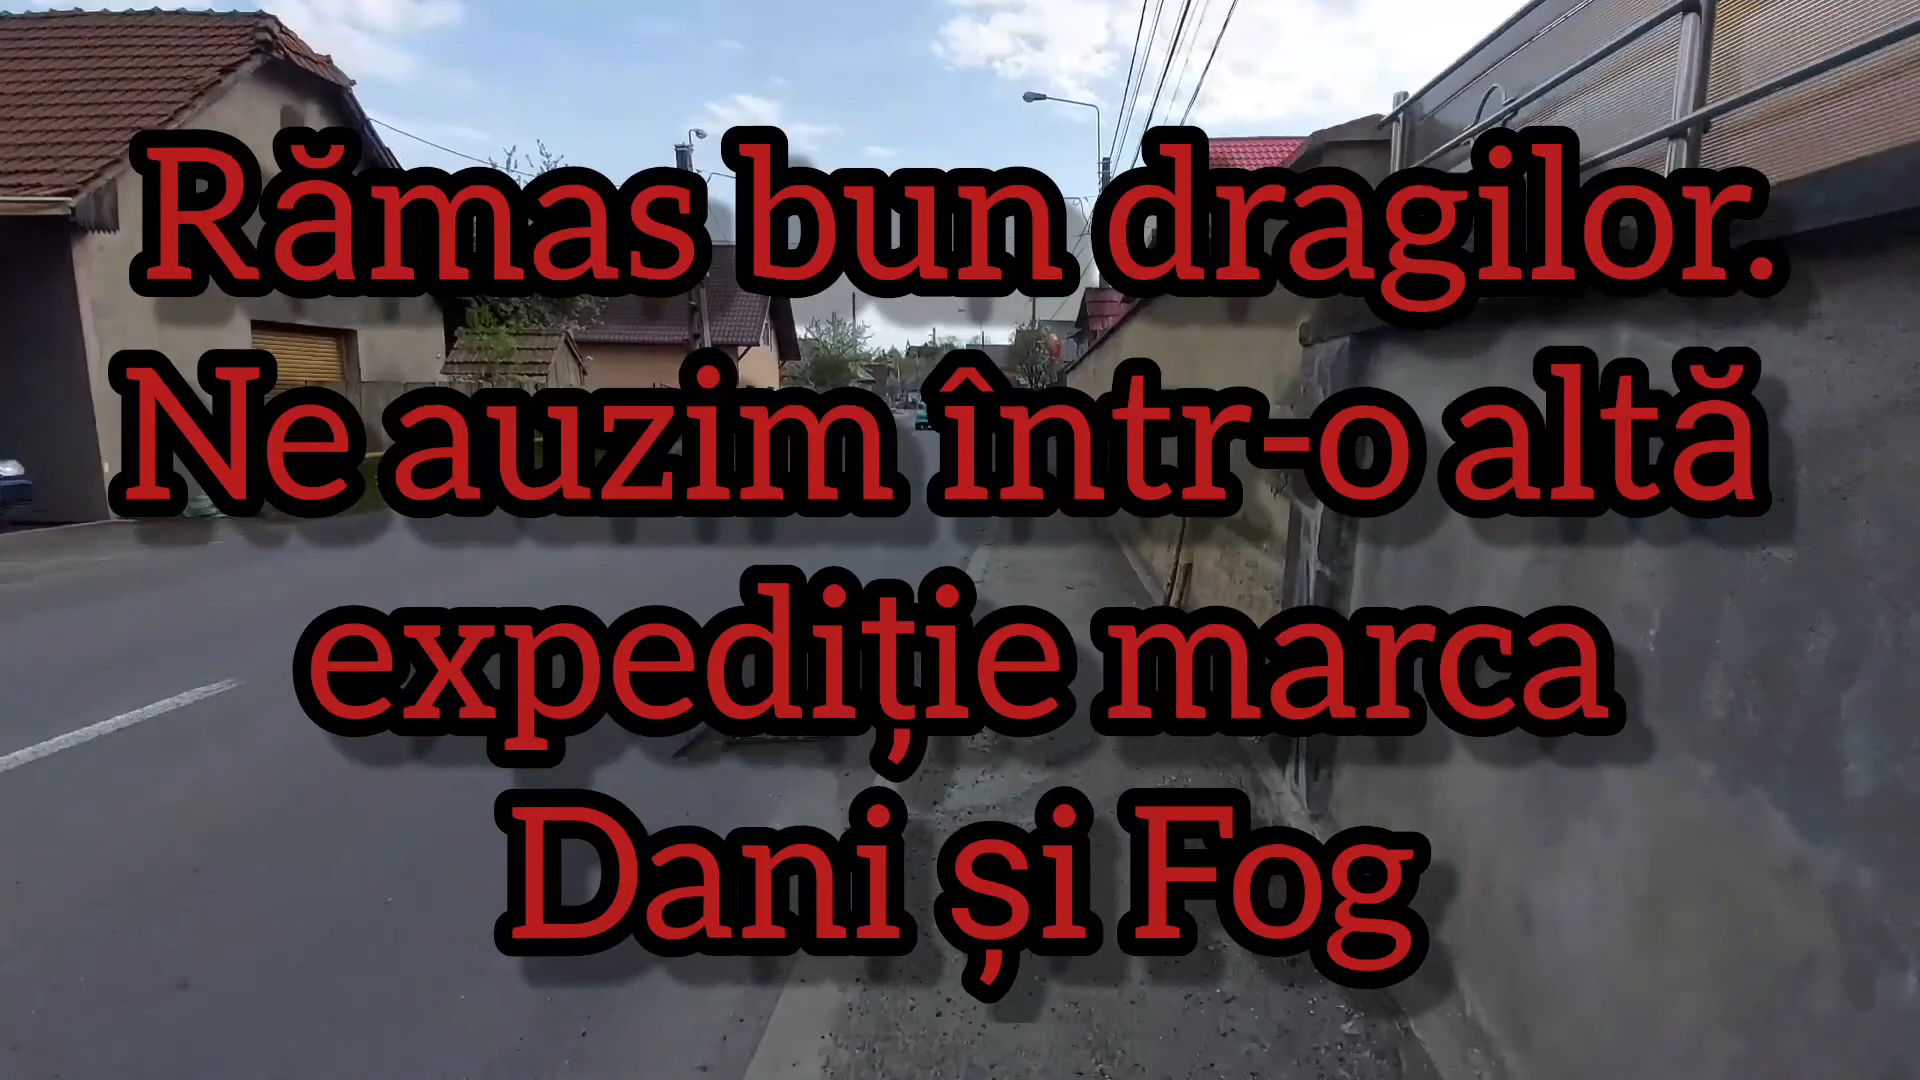 Rămas bun dragilor.
Ne auzim într-o altă
expediție marca
Dani și Fog